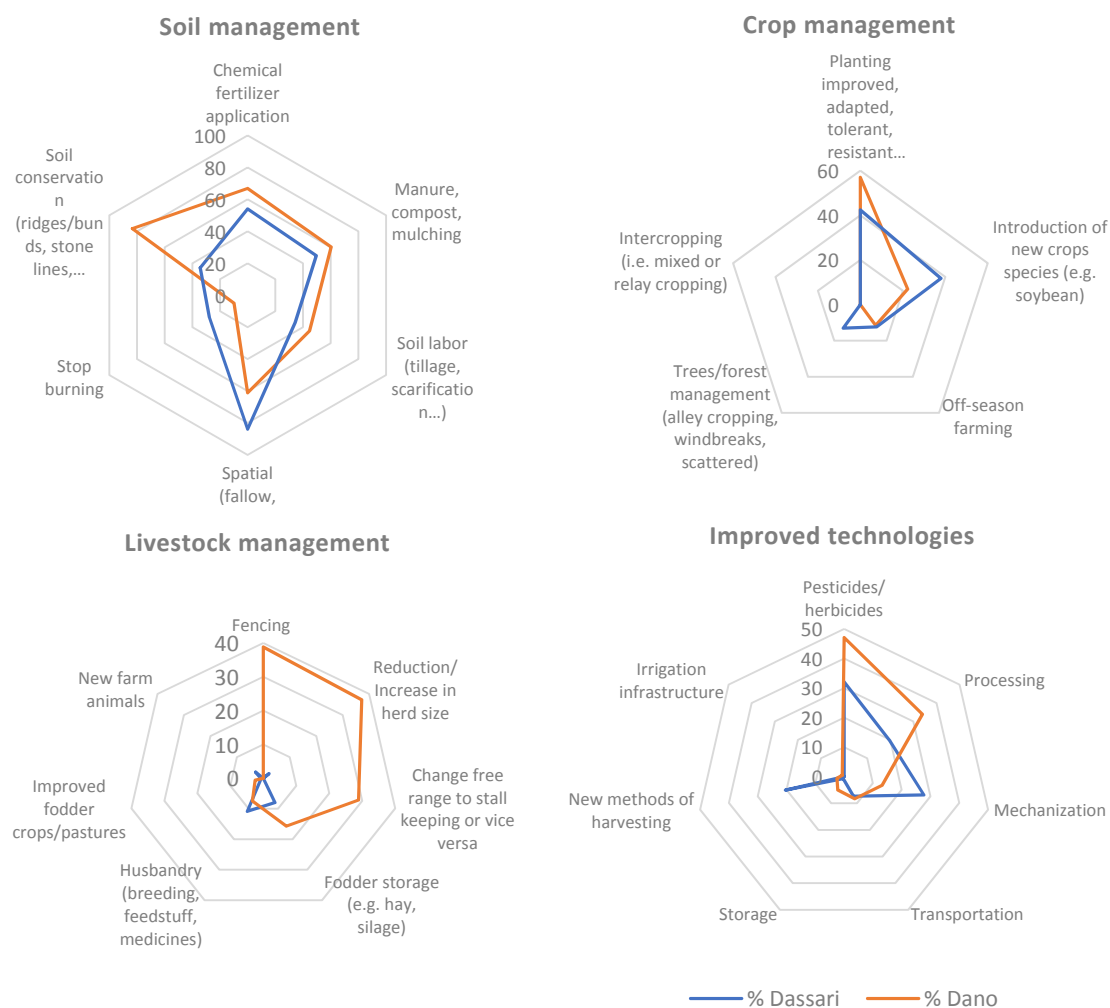 Soil management
Chemical
fertilizer
application
100
80
60
40
20
0
Manure,
compost,
mulching
Soil labor
(tillage,
scarificatio
n…)
Spatial
(fallow,
Stop
burning
Soil
conservatio
n
(ridges/bun
ds, stone
lines,…
Crop management
Planting
improved,
adapted,
tolerant,
resistant…
60
40
20
0
Introduction of
new crops
species (e.g.
soybean)
Off-season
farming
Trees/forest
management
(alley cropping,
windbreaks,
scattered)
Intercropping
(i.e. mixed or
relay cropping)
Livestock management
Fencing
40
30
20
10
0
Reduction/
Increase in
herd size
Change free
range to stall
keeping or vice
versa
Fodder storage
(e.g. hay,
silage)
Husbandry
(breeding,
feedstuff,
medicines)
Improved
fodder
crops/pastures
New farm
animals
Improved technologies
Pesticides/
herbicides
50
40
30
20
10
0
Processing
Mechanization
Transportation
Storage
New methods of
harvesting
Irrigation
infrastructure
% Dassari
% Dano